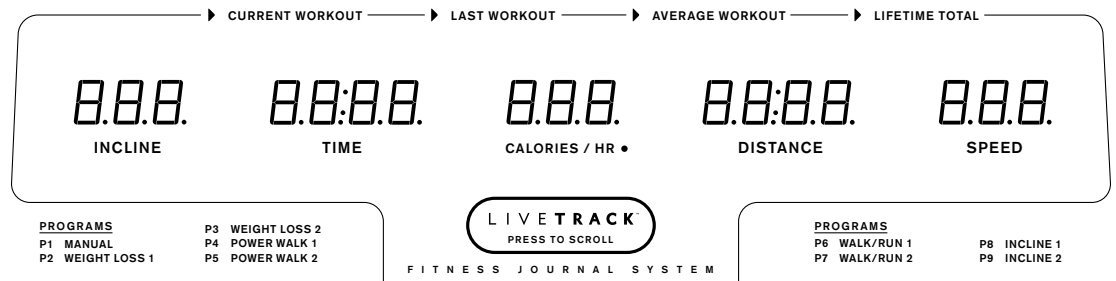 CURRENT WORKOUT LAST WORKOUT AVERAGE WORKOUT LIFETIME TOTAL
8.8.8. 8.8:8.8. 8.8.8. 8.8:8.8. 8.8.8.
INCLINE TIME CALORIES / HR ● DISTANCE SPEED
LIVETRACK™
PRESS TO SCROLL
FITNESS JOURNAL SYSTEM
PROGRAMS
P1 MANUAL
P2 WEIGHT LOSS 1
P3 WEIGHT LOSS 2
P4 POWER WALK 1
P5 POWER WALK 2
PROGRAMS
P6 WALK/RUN 1
P7 WALK/RUN 2
P8 INCLINE 1
P9 INCLINE 2